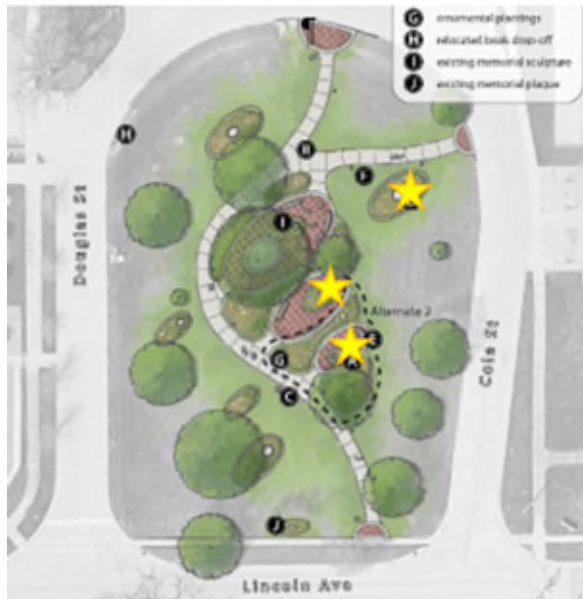 G ornamental plantings
H relocated book drop-off
I existing memorial sculpture
J existing memorial plaque
H
B
F
I
Alternate 2
E
A
G
C
J
Douglas St
Cola St
Lincoln Ave